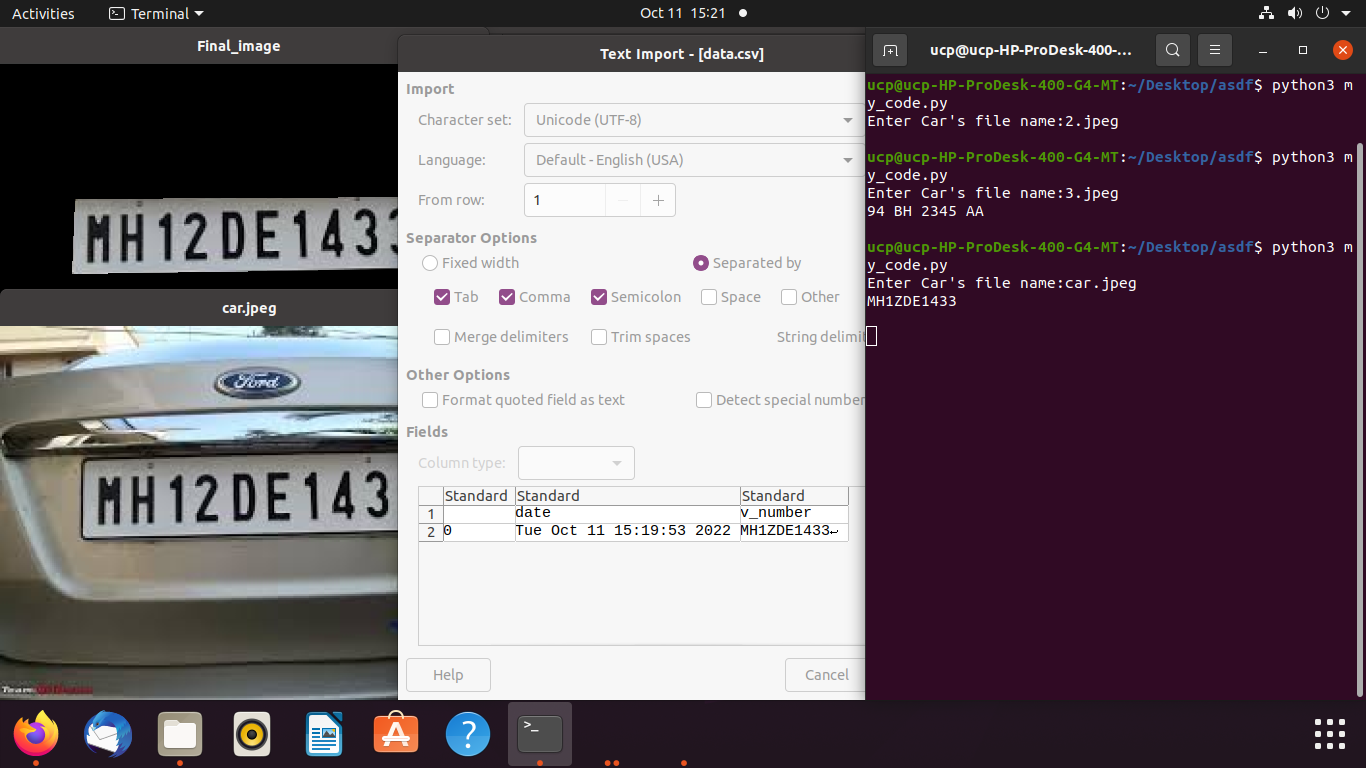 Activities
Terminal
Oct 11 15:21
Final_image
MH12DE1433
car.jpeg
Ford
MH12DE143
Text Import - [data.csv]
Import
Character set: Unicode (UTF-8)
Language: Default - English (USA)
From row: 1
Separator Options
Fixed width Separated by
Tab Comma Semicolon Space Other
Merge delimiters Trim spaces String delimit
Other Options
Format quoted field as text Detect special number
Fields
Column type:
Standard Standard Standard
1 date v_number
2 0 Tue Oct 11 15:19:53 2022 MH1ZDE1433↵
Help Cancel
ucp@ucp-HP-ProDesk-400-...
ucp@ucp-HP-ProDesk-400-G4-MT:~/Desktop/asdf$ python3 m
y_code.py
Enter Car's file name:2.jpeg
ucp@ucp-HP-ProDesk-400-G4-MT:~/Desktop/asdf$ python3 m
y_code.py
Enter Car's file name:3.jpeg
94 BH 2345 AA
ucp@ucp-HP-ProDesk-400-G4-MT:~/Desktop/asdf$ python3 m
y_code.py
Enter Car's file name:car.jpeg
MH1ZDE1433